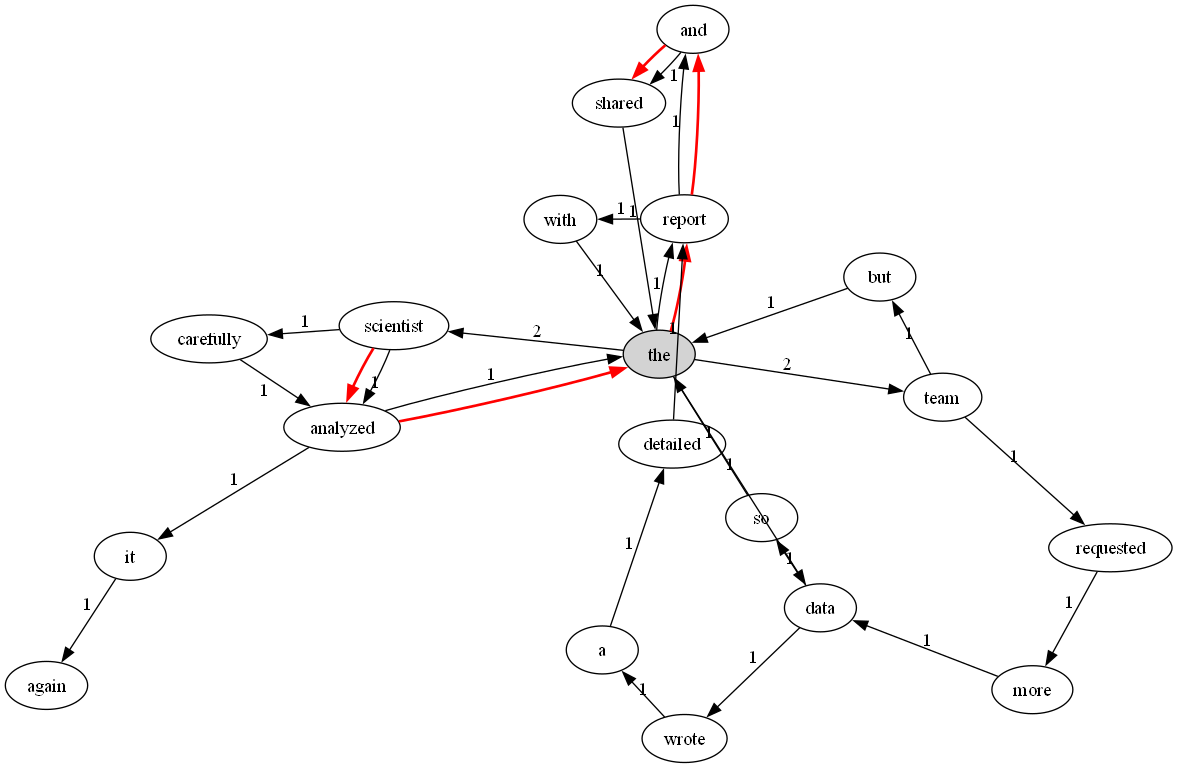 and
1
shared
1
with
1
1
report
but
1
1
carefully
1
scientist
2
the
1
1
2
team
1
1
1
analyzed
detailed
1
1
1
1
so
requested
it
1
1
1
data
1
1
a
1
again
1
more
1
wrote